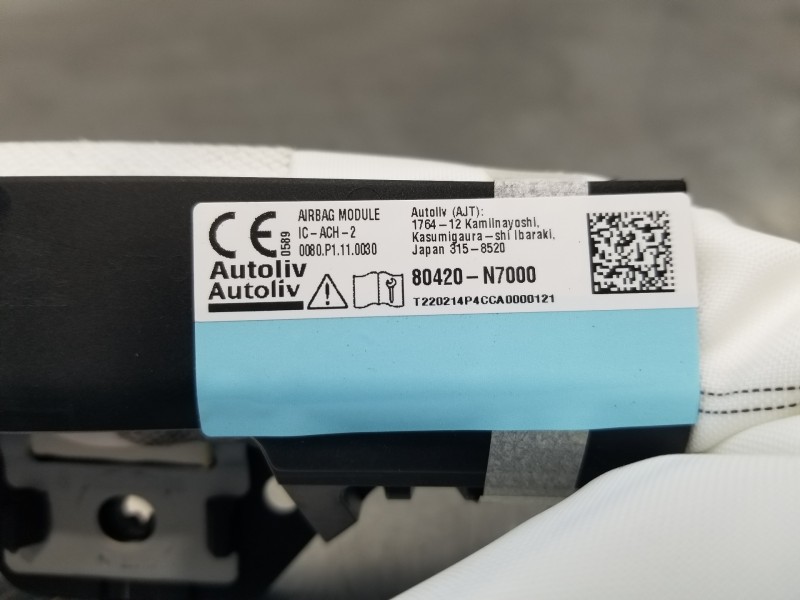 CE
0589
AIRBAG MODULE
IC-ACH-2
0080.P1.11.0030
Autoliv
Autoliv
Autoliv (AJT):
1764-12 Kamiinayoshi,
Kasumigaura-shi Ibaraki,
Japan 315-8520
80420-N7000
T220214P4CCA0000121